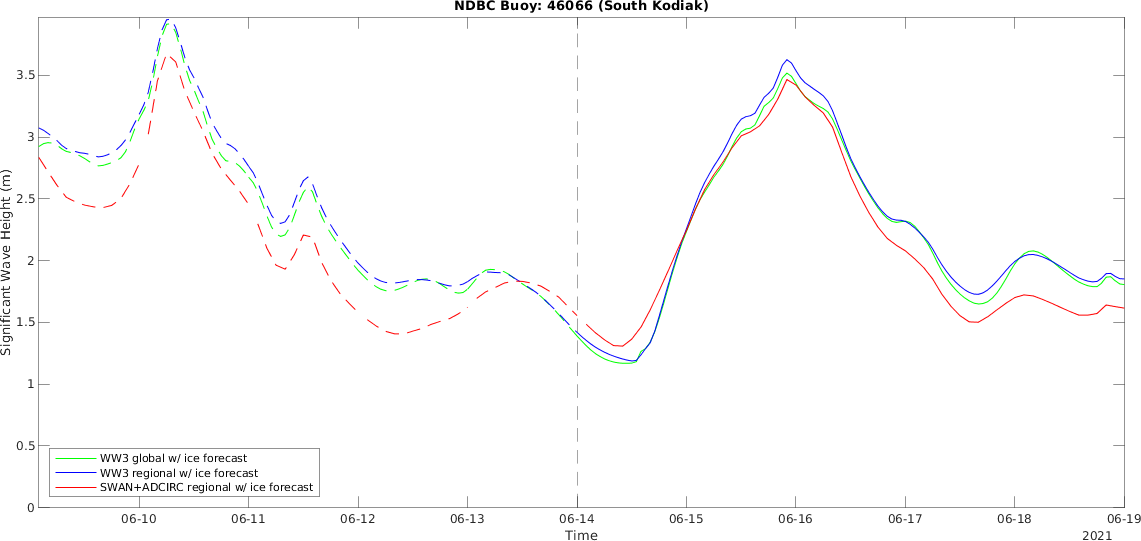 NDBC Buoy: 46066 (South Kodiak)
Significant Wave Height (m)
3.5
3
2.5
2
1.5
1
0.5
0
WW3 global w/ ice forecast
WW3 regional w/ ice forecast
SWAN+ADCIRC regional w/ ice forecast
06-10 06-11 06-12 06-13 06-14 06-15 06-16 06-17 06-18 06-19
Time
2021